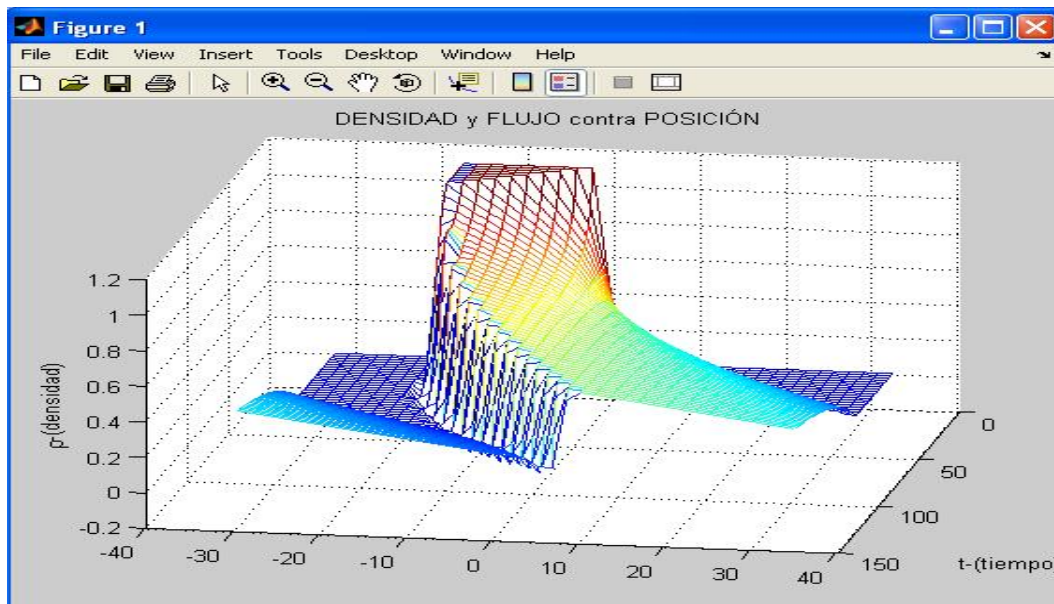 Figure 1
File Edit View Insert Tools Desktop Window Help
DENSIDAD y FLUJO contra POSICIÓN
1.2
1
0.8
0.6
0.4
0.2
0
-0.2
ρ-(densidad)
-40 -30 -20 -10 0 10 20 30 40
0
50
100
150
t-(tiempo